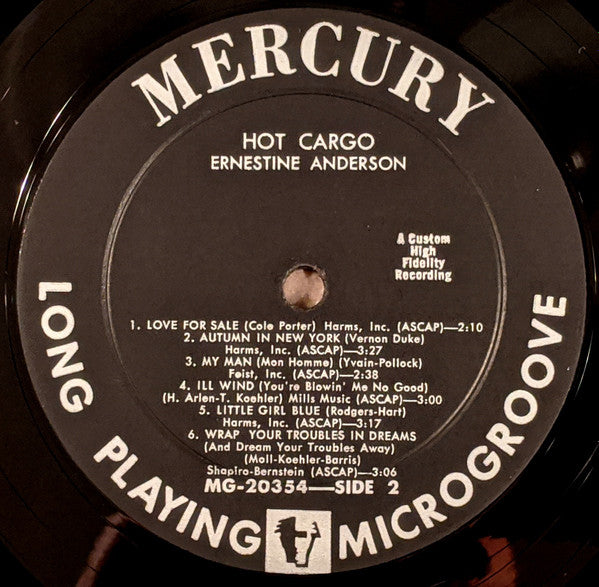 MERCURY
HOT CARGO
ERNESTINE ANDERSON
A Custom
High
Fidelity
Recording
1. LOVE FOR SALE (Cole Porter) Harms, Inc. (ASCAP)—2:10
2. AUTUMN IN NEW YORK (Vernon Duke)
Harms, Inc. (ASCAP)—3:27
3. MY MAN (Mon Homme) (Yvain-Pollock)
Feist, Inc. (ASCAP)—2:38
4. ILL WIND (You're Blowin' Me No Good)
(H. Arlen-T. Koehler) Mills Music (ASCAP)—3:00
5. LITTLE GIRL BLUE (Rodgers-Hart)
Harms, Inc. (ASCAP)—3:17
6. WRAP YOUR TROUBLES IN DREAMS
(And Dream Your Troubles Away)
(Moll-Koehler-Barris)
Shapiro-Bernstein (ASCAP)—3:06
MG-20354—SIDE 2
LONG PLAYING MICROGROOVE